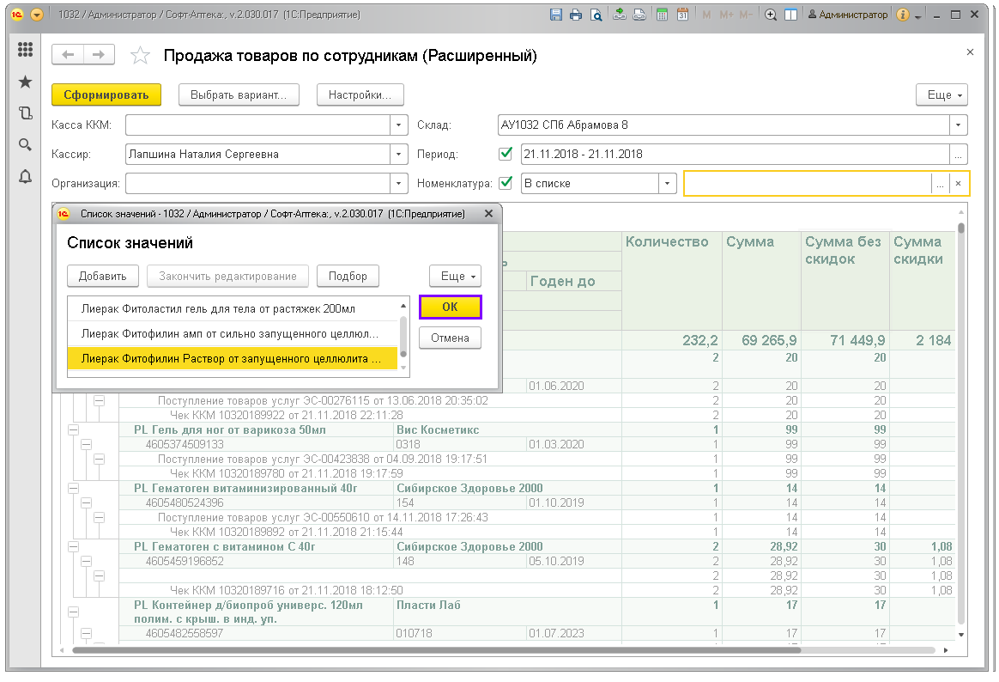 1032 / Администратор / Софт-Аптека:, v.2.030.017 (1С:Предприятие)
M M+ M- Администратор
Продажа товаров по сотрудникам (Расширенный)
Сформировать Выбрать вариант... Настройки... Еще
Касса ККМ: Склад: АУ1032 СПб Абрамова 8
Кассир: Лапшина Наталия Сергеевна Период: 21.11.2018 - 21.11.2018 ...
Организация: Номенклатура: В списке ... ×
Список значений - 1032 / Администратор / Софт-Аптека:, v.2.030.017 (1С:Предприятие)
Список значений
Добавить Закончить редактирование Подбор Еще
Лиерак Фитоластил гель для тела от растяжек 200мл
Лиерак Фитофилин амп от сильно запущенного целлюл...
Лиерак Фитофилин Раствор от запущенного целлюлита ...
ОК
Отмена
Количество Сумма Сумма без скидок Сумма скидки
Годен до
232,2 69 265,9 71 449,9 2 184
2 20 20
01.06.2020 2 20 20
Поступление товаров услуг ЭС-00276115 от 13.06.2018 20:35:02 2 20 20
Чек ККМ 10320189922 от 21.11.2018 22:11:28 2 20 20
PL Гель для ног от варикоза 50мл Вис Косметикс 1 99 99
4605374509133 0318 01.03.2020 1 99 99
Поступление товаров услуг ЭС-00423838 от 04.09.2018 19:17:51 1 99 99
Чек ККМ 10320189780 от 21.11.2018 19:17:59 1 99 99
PL Гематоген витаминизированный 40г Сибирское Здоровье 2000 1 14 14
4605480524396 154 01.10.2019 1 14 14
Поступление товаров услуг ЭС-00550610 от 14.11.2018 17:26:43 1 14 14
Чек ККМ 10320189892 от 21.11.2018 21:15:44 1 14 14
PL Гематоген с витамином С 40г Сибирское Здоровье 2000 2 28,92 30 1,08
4605459196852 148 05.10.2019 2 28,92 30 1,08
2 28,92 30 1,08
Чек ККМ 10320189716 от 21.11.2018 18:12:50 2 28,92 30 1,08
PL Контейнер д/биопроб универс. 120мл Пласти Лаб 1 17 17
полим. с крыш. в инд. уп.
4605482558597 010718 01.07.2023 1 17 17